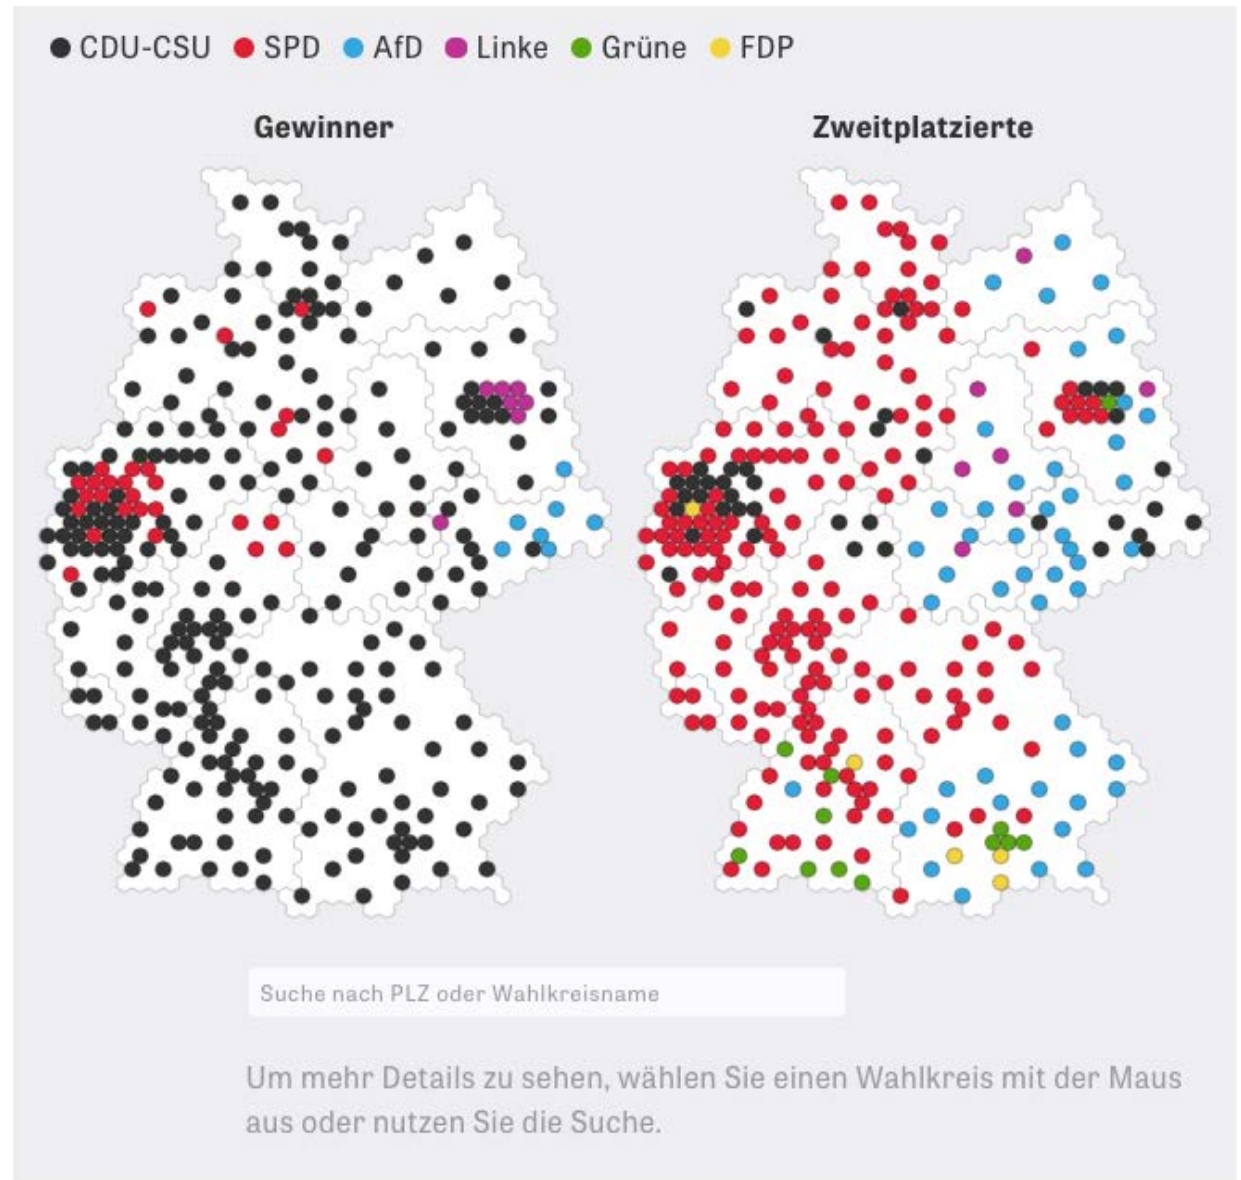 CDU-CSU SPD AfD Linke Grüne FDP
Gewinner
Zweitplatzierte
Suche nach PLZ oder Wahlkreisname
Um mehr Details zu sehen, wählen Sie einen Wahlkreis mit der Maus
aus oder nutzen Sie die Suche.